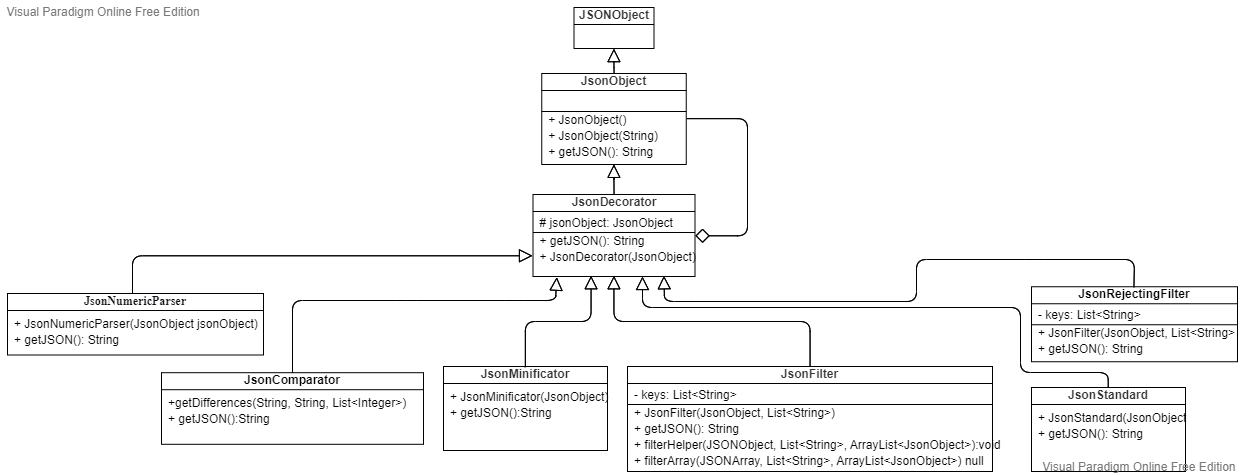 Visual Paradigm Online Free Edition
JSONObject
JsonObject
+ JsonObject()
+ JsonObject(String)
+ getJSON(): String
JsonDecorator
# jsonObject: JsonObject
+ getJSON(): String
+ JsonDecorator(JsonObject)
JsonNumericParser
+ JsonNumericParser(JsonObject jsonObject)
+ getJSON(): String
JsonComparator
+getDifferences(String, String, List<Integer>)
+ getJSON():String
JsonMinificator
+ JsonMinificator(JsonObject)
+ getJSON():String
JsonFilter
- keys: List<String>
+ JsonFilter(JsonObject, List<String>)
+ getJSON(): String
+ filterHelper(JSONObject, List<String>, ArrayList<JsonObject>):void
+ filterArray(JSONArray, List<String>, ArrayList<JsonObject>) null
JsonRejectingFilter
- keys: List<String>
+ JsonFilter(JsonObject, List<String>
+ getJSON(): String
JsonStandard
+ JsonStandard(JsonObject
+ getJSON(): String
Visual Paradigm Online Free Edition